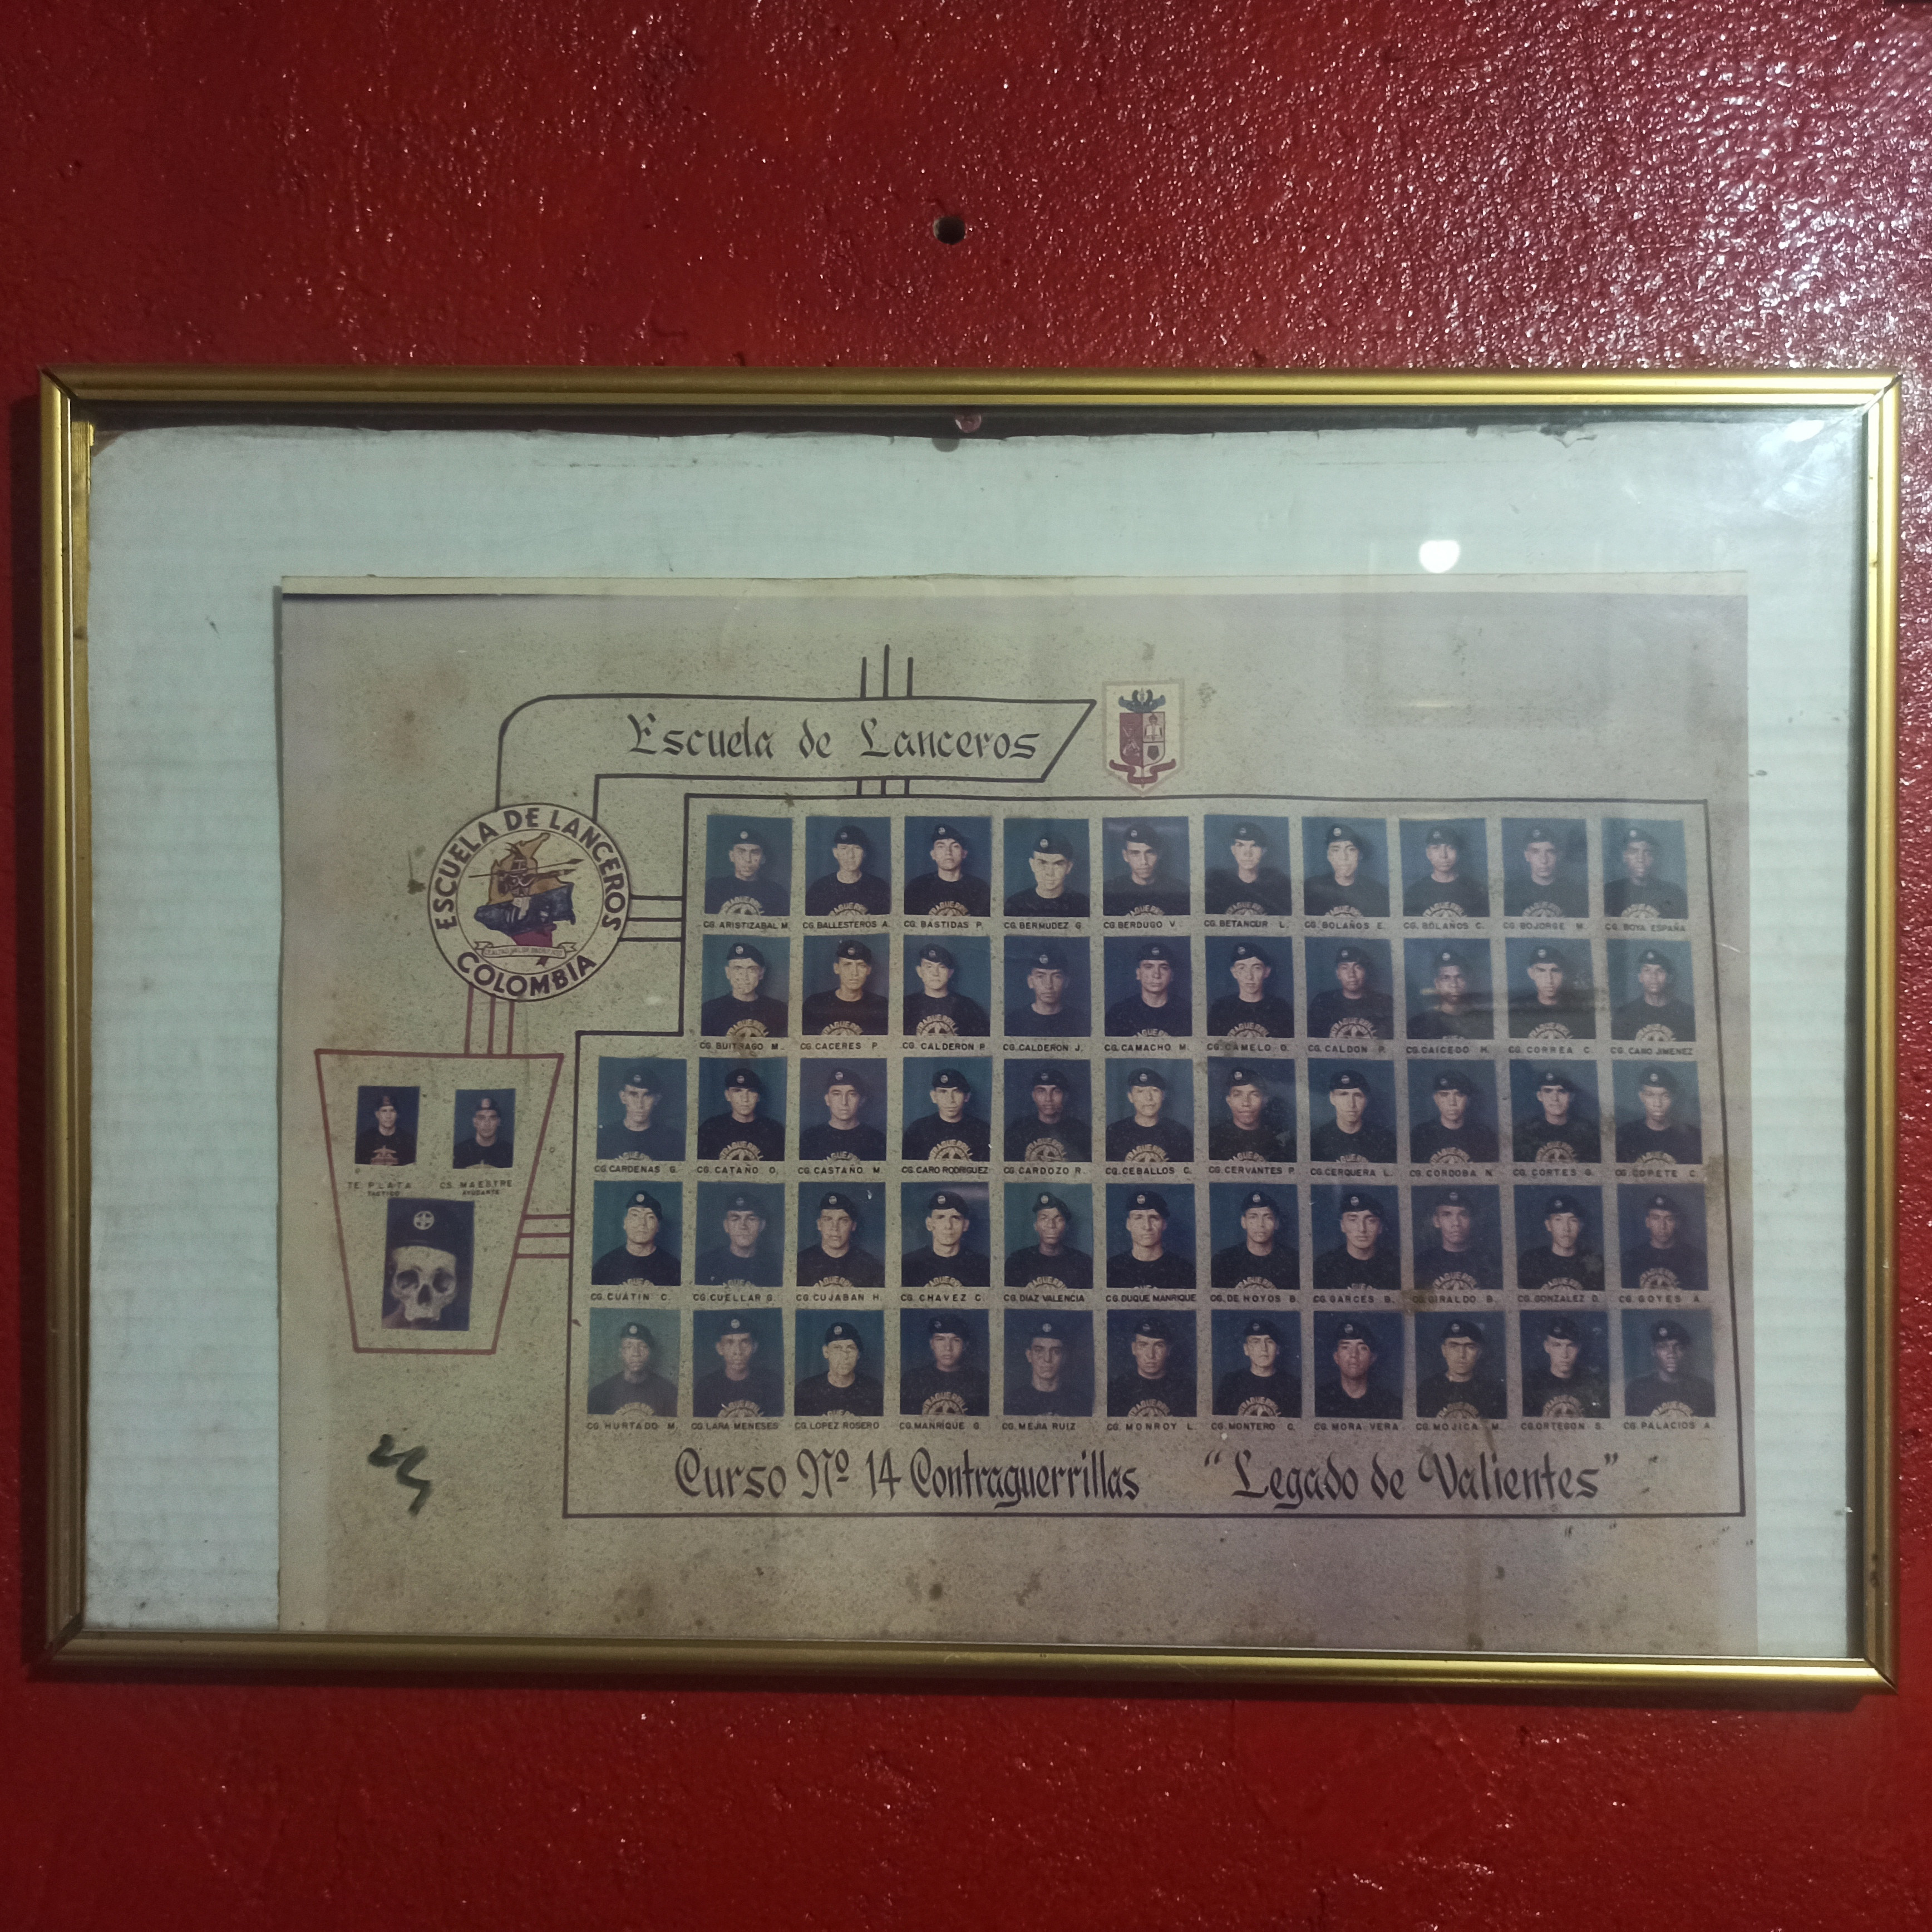 Escuela de Lanceros
ESCUELA DE LANCEROS
COLOMBIA
CG. ARISTIZABAL M. CG. BALLESTEROS A. CG. BASTIDAS P. CG. BERMUDEZ G. CG. BERDUGO V. CG. BETANCUR L. CG. BOLAÑOS E. CG. BOLAÑOS C. CG. BOJORGE W. CG. BOYA ESPAÑA
CG. BUITRAGO M. CG. CACERES P. CG. CALDERON P. CG. CALDERON J. CG. CAMACHO M. CG. CAMELO O. CG. CALDON P. CG. CAICEDO H. CG. CORREA C. CG. CARO JIMENEZ
CG. CARDENAS G. CG. CATAÑO O. CG. CASTAÑO M. CG. CARO RODRIGUEZ CG. CARDOZO R. CG. CEBALLOS C. CG. CERVANTES P. CG. CERQUERA L. CG. CORDOBA N. CG. CORTES G. CG. C
TE. PLATA CS. MAESTRE
TACTICO AYUDANTE
CG. CUATIN C. CG. CUELLAR G. CG. CUJABAN H. CG. CHAVEZ C. CG. DIAZ VALENCIA CG. DUQUE MANRIQUE CG. DE HOYOS B. CG. GARCES B. CG. GIRALDO B. CG. GONZALEZ O. CG. GOYES A.
CG. HURTADO M. CG. LARA MENESES CG. LOPEZ ROSERO CG. MANRIQUE G. CG. MEJIA RUIZ CG. MONROY L. CG. MONTERO C. CG. MORA VERA CG. MOJICA M. CG. ORTEGON S. CG. PALACIOS A.
Curso Nº 14 Contraguerrillas "Legado de Valientes"